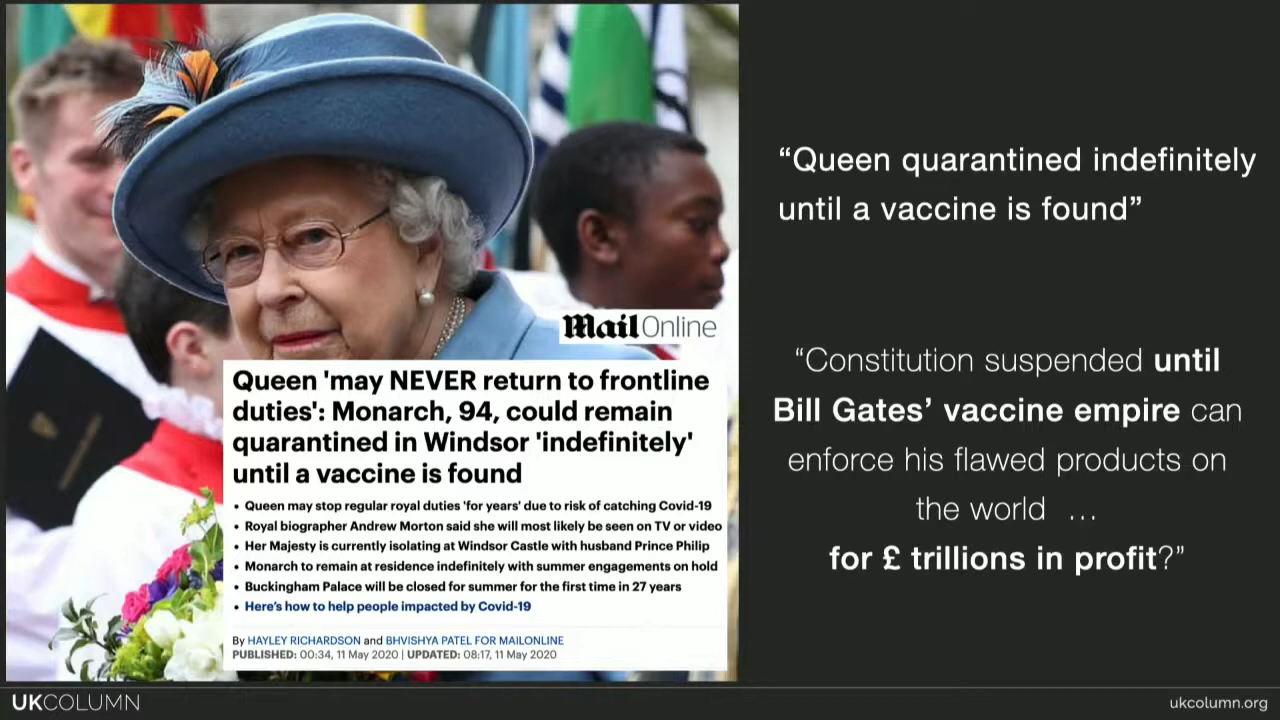 MailOnline
Queen 'may NEVER return to frontline
duties': Monarch, 94, could remain
quarantined in Windsor 'indefinitely'
until a vaccine is found
• Queen may stop regular royal duties 'for years' due to risk of catching Covid-19
• Royal biographer Andrew Morton said she will most likely be seen on TV or video
• Her Majesty is currently isolating at Windsor Castle with husband Prince Philip
• Monarch to remain at residence indefinitely with summer engagements on hold
• Buckingham Palace will be closed for summer for the first time in 27 years
• Here's how to help people impacted by Covid-19
By HAYLEY RICHARDSON and BHVISHYA PATEL FOR MAILONLINE
PUBLISHED: 00:34, 11 May 2020 | UPDATED: 08:17, 11 May 2020
“Queen quarantined indefinitely
until a vaccine is found”
“Constitution suspended until
Bill Gates’ vaccine empire can
enforce his flawed products on
the world ...
for £ trillions in profit?”
UKCOLUMN
ukcolumn.org